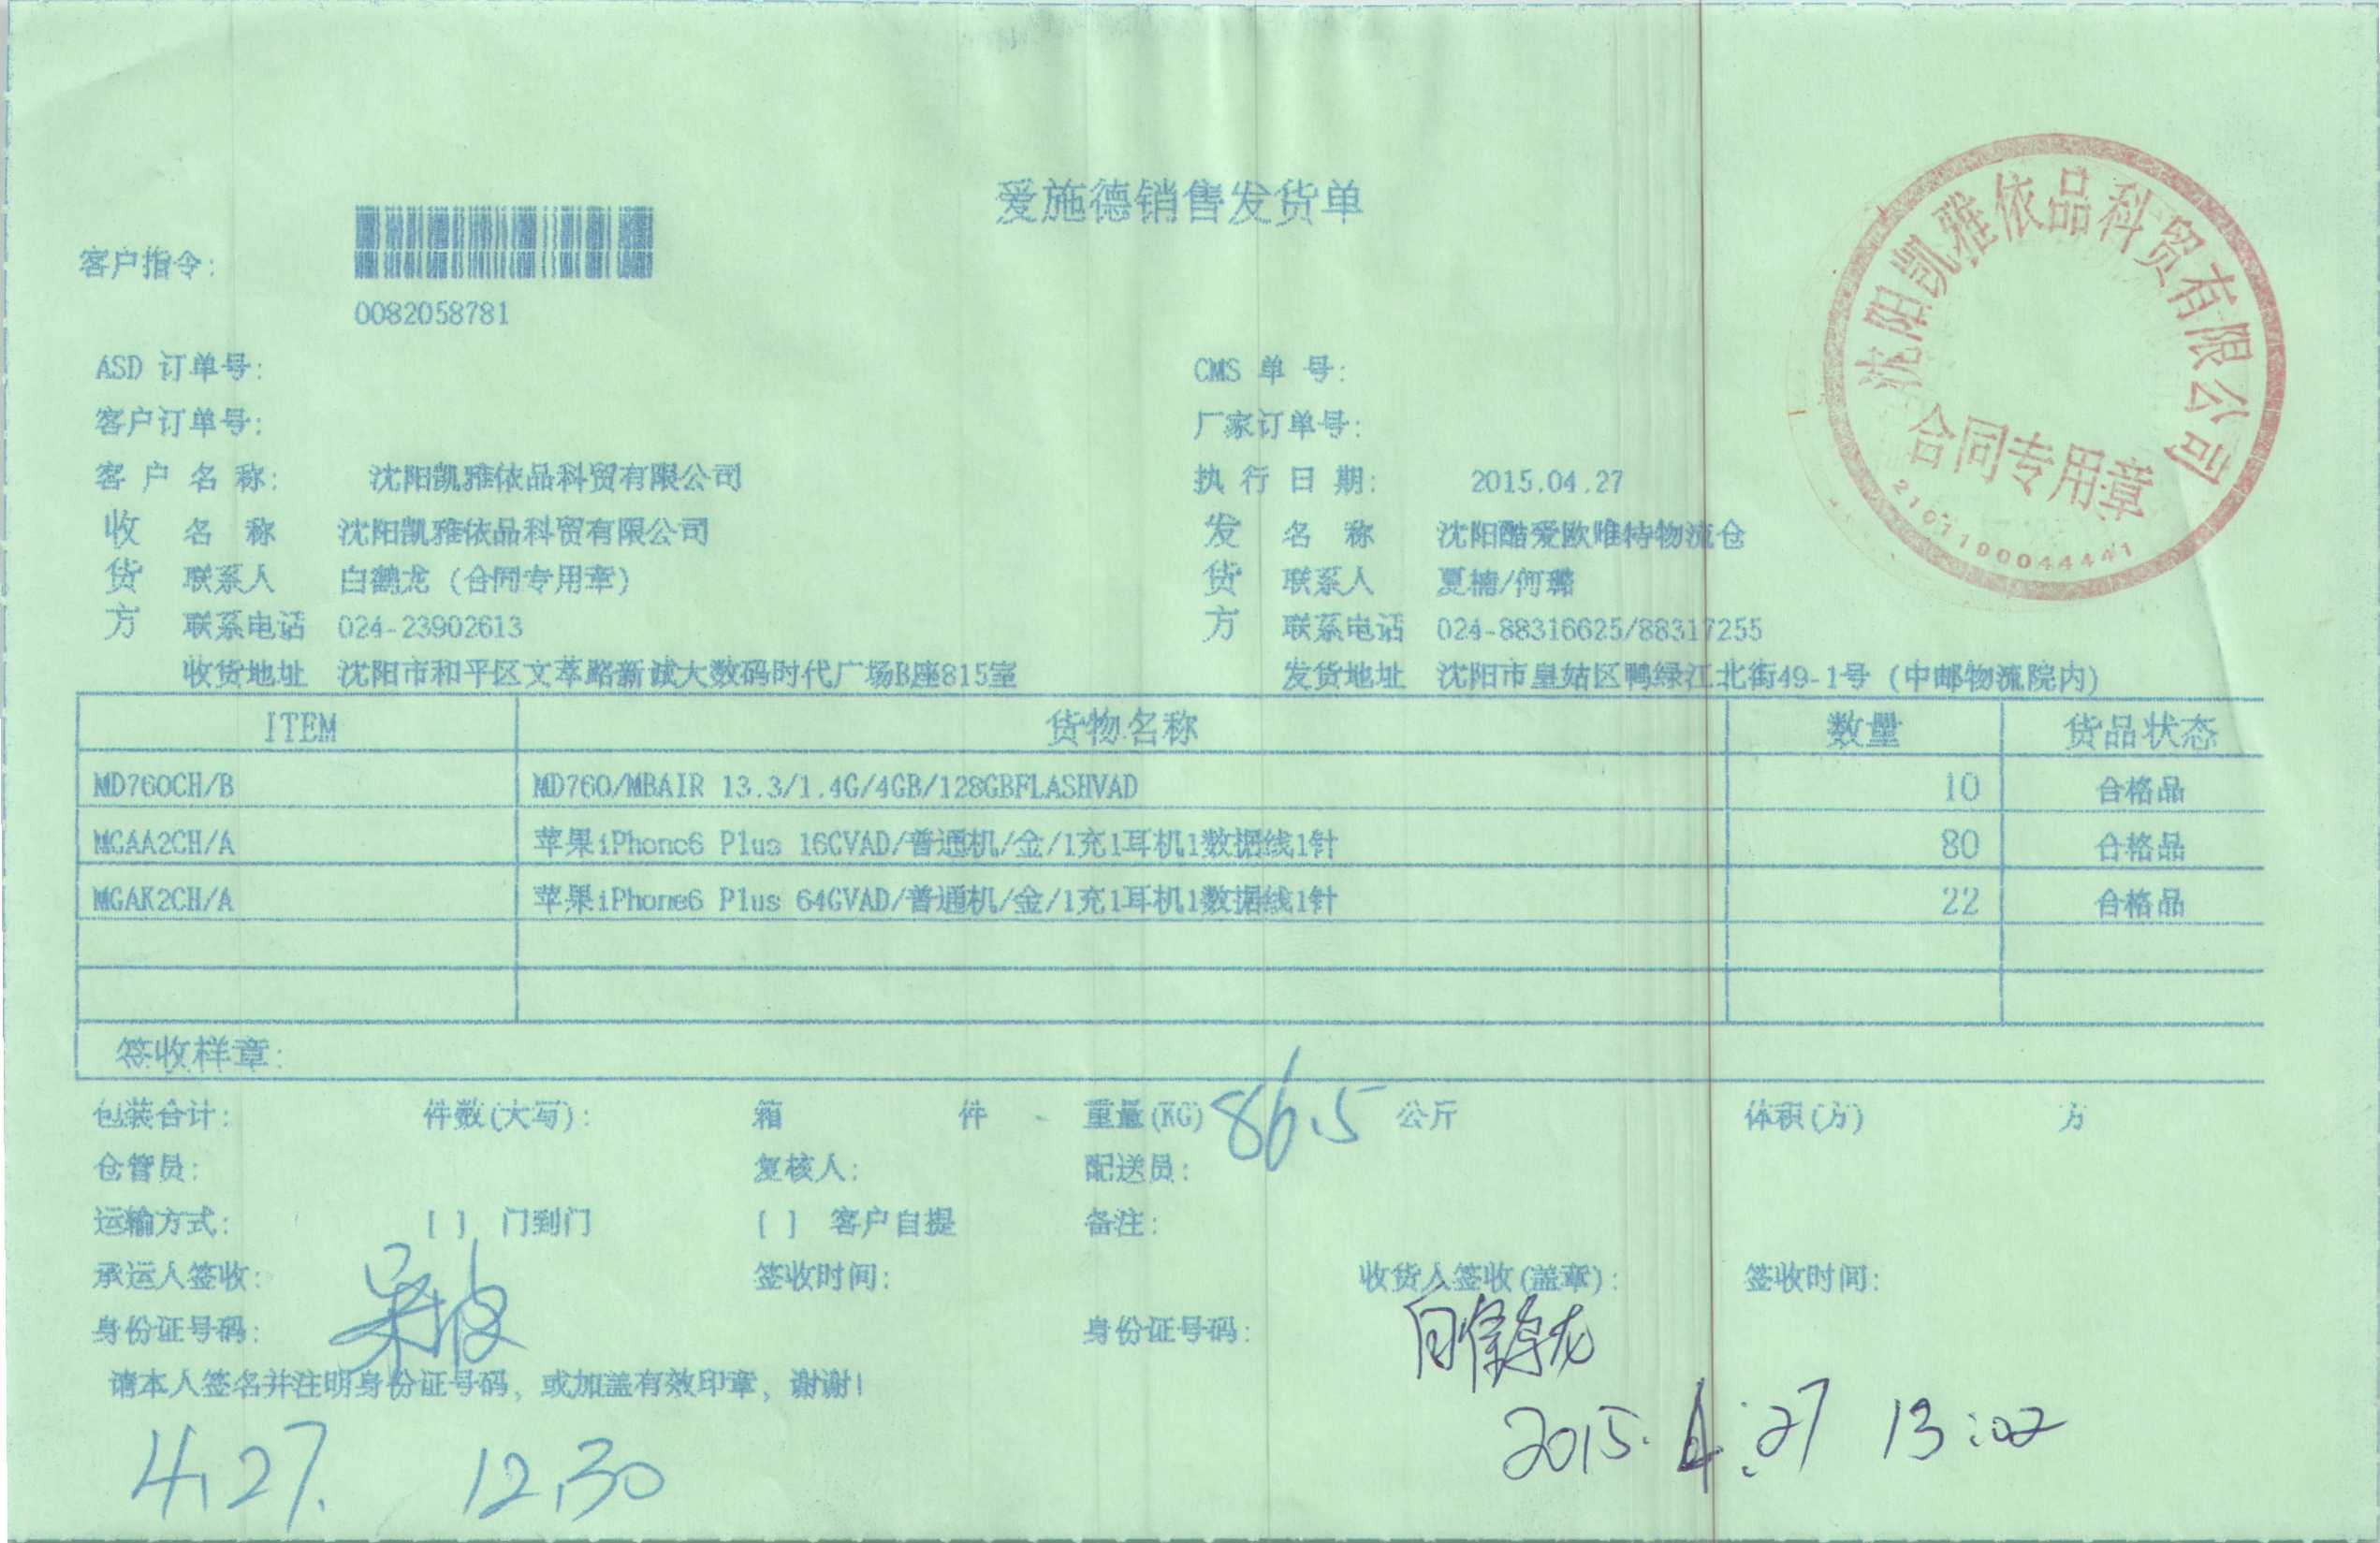 爱施德销售发货单
客户指令:
0082058781
ASD 订单号:
CMS 单 号:
客户订单号:
厂家订单号:
客 户 名 称: 沈阳凯雅依品科贸有限公司
执 行 日 期: 2015.04.27
收货方
名 称 沈阳凯雅依品科贸有限公司
联系人 白鹤龙 (合同专用章)
联系电话 024-23902613
收货地址 沈阳市和平区文萃路新诚大数码时代广场B座815室
发货方
名 称 沈阳酷爱欧唯特物流仓
联系人 夏楠/何璐
联系电话 024-88316625/88317255
发货地址 沈阳市皇姑区鸭绿江北街49-1号 (中邮物流院内)
沈阳凯雅依品科贸有限公司
合同专用章
2101100044441
ITEM 货物名称 数量 货品状态
MD760CH/B MD760/MBAIR 13.3/1.4G/4GB/128GBFLASHVAD 10 合格品
MGAA2CH/A 苹果iPhone6 Plus 16GVAD/普通机/金/1充1耳机1数据线1针 80 合格品
MGAK2CH/A 苹果iPhone6 Plus 64GVAD/普通机/金/1充1耳机1数据线1针 22 合格品
签收样章:
包装合计: 件数(大写): 箱 件 重量(KG) 86.5 公斤 体积(方) 方
仓管员: 复核人: 配送员:
运输方式: [ ] 门到门 [ ] 客户自提 备注:
承运人签收: 签收时间: 收货人签收(盖章): 签收时间:
身份证号码: 身份证号码:
白鹤龙
请本人签名并注明身份证号码, 或加盖有效印章, 谢谢!
2015.4.27 13:02
4.27. 12.30